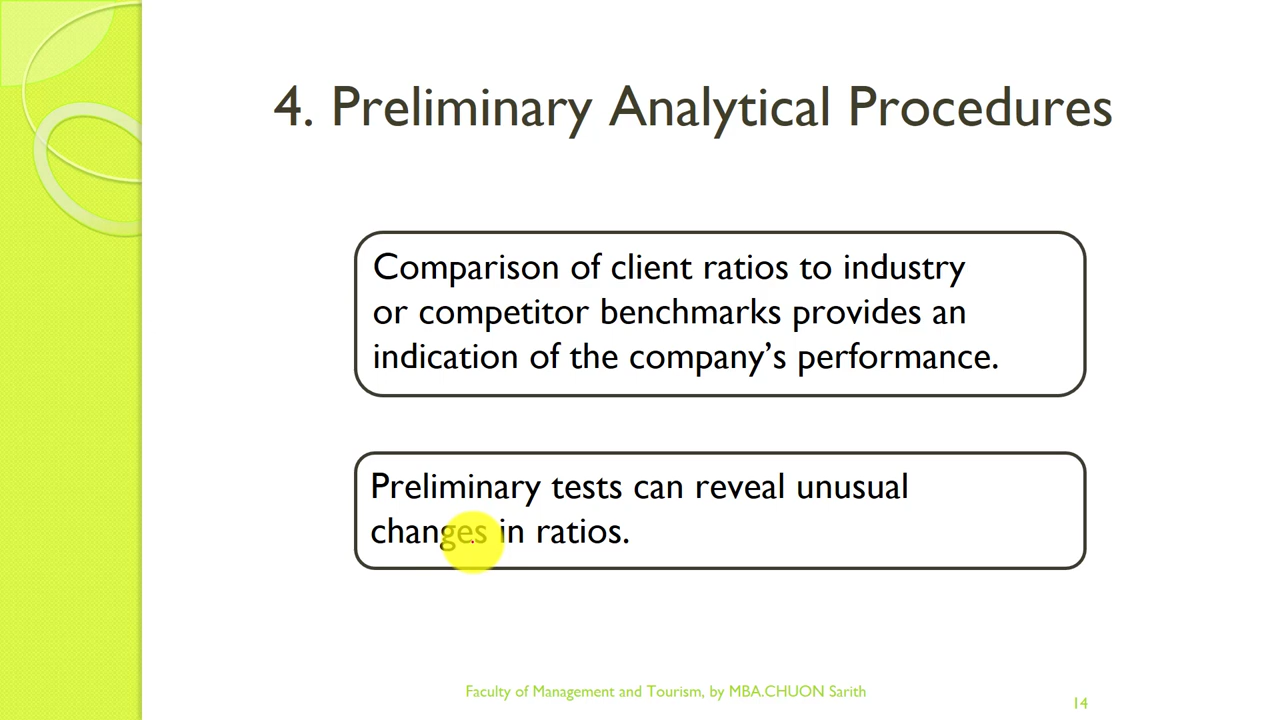 4. Preliminary Analytical Procedures
Comparison of client ratios to industry
or competitor benchmarks provides an
indication of the company’s performance.
Preliminary tests can reveal unusual
changes in ratios.
Faculty of Management and Tourism, by MBA.CHUON Sarith
14